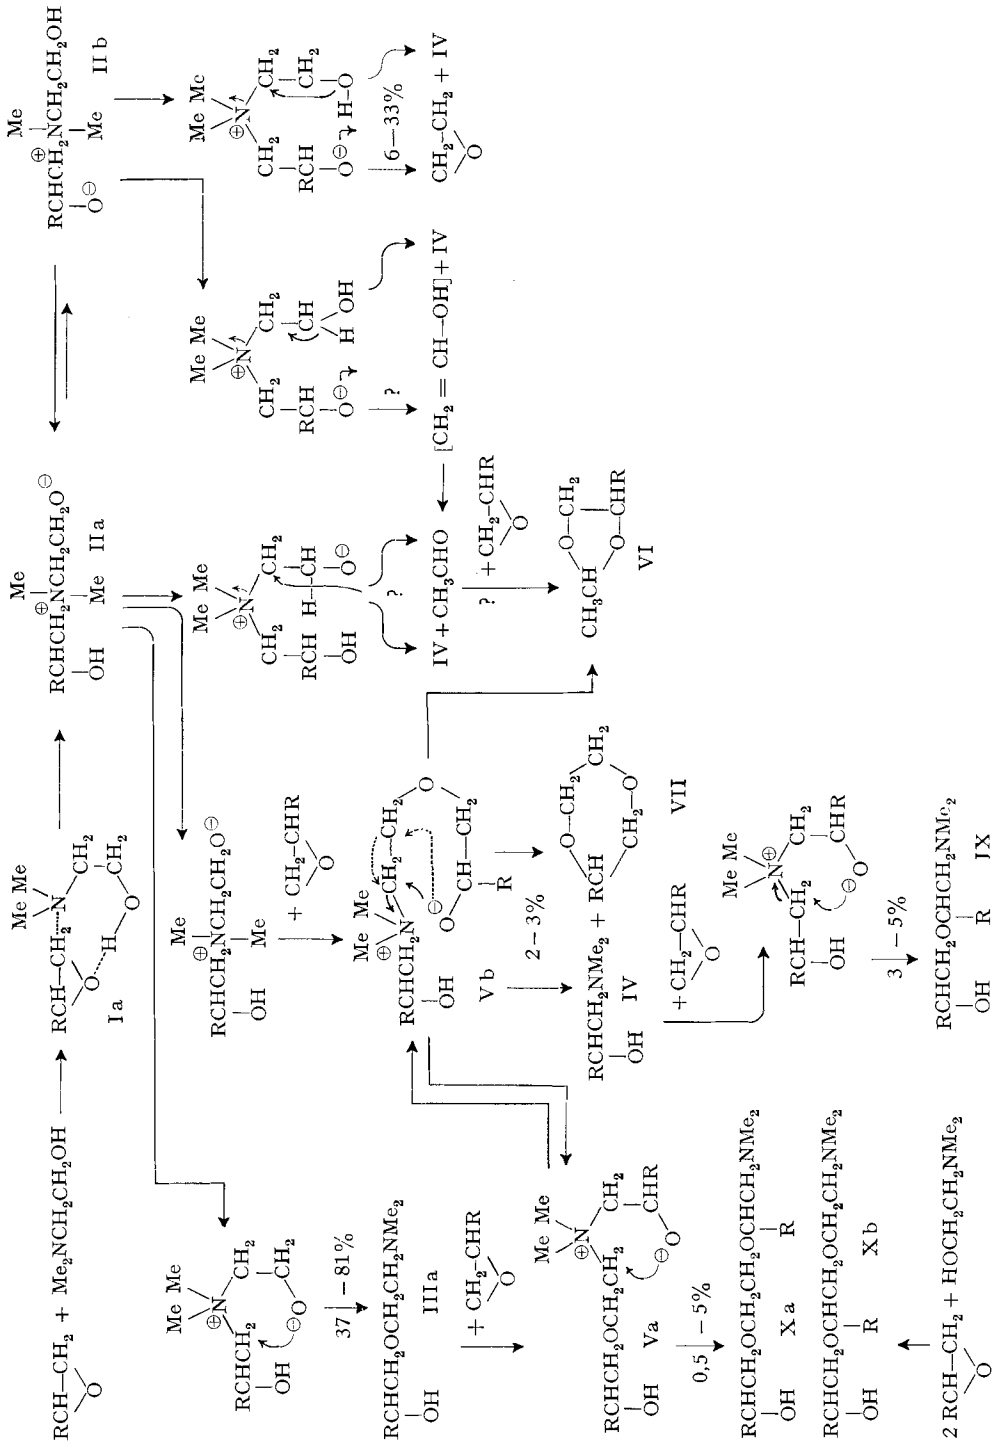 RCH—CH₂ + Me₂NCH₂CH₂OH
O
Me Me
RCH—CH₂ N
O CH₂
H CH₂
O
Ia
Me
RCHCH₂NCH₂CH₂O⊖
⊕
OH Me
IIa
Me
RCHCH₂NCH₂CH₂OH
⊕
O⊖ Me
IIb
Me Me
⊕N
RCHCH₂ CH₂
OH CH₂
⊖O
37 – 81%
RCHCH₂OCH₂CH₂NMe₂
OH
IIIa
+ CH₂—CHR
O
Me Me
⊕N
RCHCH₂OCH₂CH₂ CH₂
OH CHR
⊖O
Va
0,5 –5%
RCHCH₂OCH₂CH₂OCHCH₂NMe₂
OH R
Xa
RCHCH₂OCHCH₂OCH₂CH₂NMe₂
OH R
Xb
2 RCH—CH₂ + HOCH₂CH₂NMe₂
O
Me
RCHCH₂NCH₂CH₂O⊖
⊕
OH Me
+ CH₂—CHR
O
Me Me
⊕
RCHCH₂N CH₂ CH₂
OH O
⊖
O CH—CH₂
R
Vb
2–3%
RCHCH₂NMe₂ + RCH
OH
IV
O—CH₂
CH₂
CH₂—O
VII
+CH₂—CHR
O
Me Me
N⊕
RCH—CH₂ CH₂
OH CHR
⊖O
3 –5%
RCHCH₂OCHCH₂NMe₂
OH R
IX
Me Me
⊕N
CH₂ CH₂
RCH H—CH
OH O⊖
?
IV + CH₃CHO
+ CH₂—CHR
O
?
O—CH₂
CH₃CH
O—CHR
VI
Me Me
⊕N
CH₂ CH₂
RCH CH
O⊖ H OH
?
[CH₂ = CH—OH] + IV
Me Me
⊕N
CH₂ CH₂
RCH CH₂
O⊖ H—O
6—33%
CH₂—CH₂ + IV
O